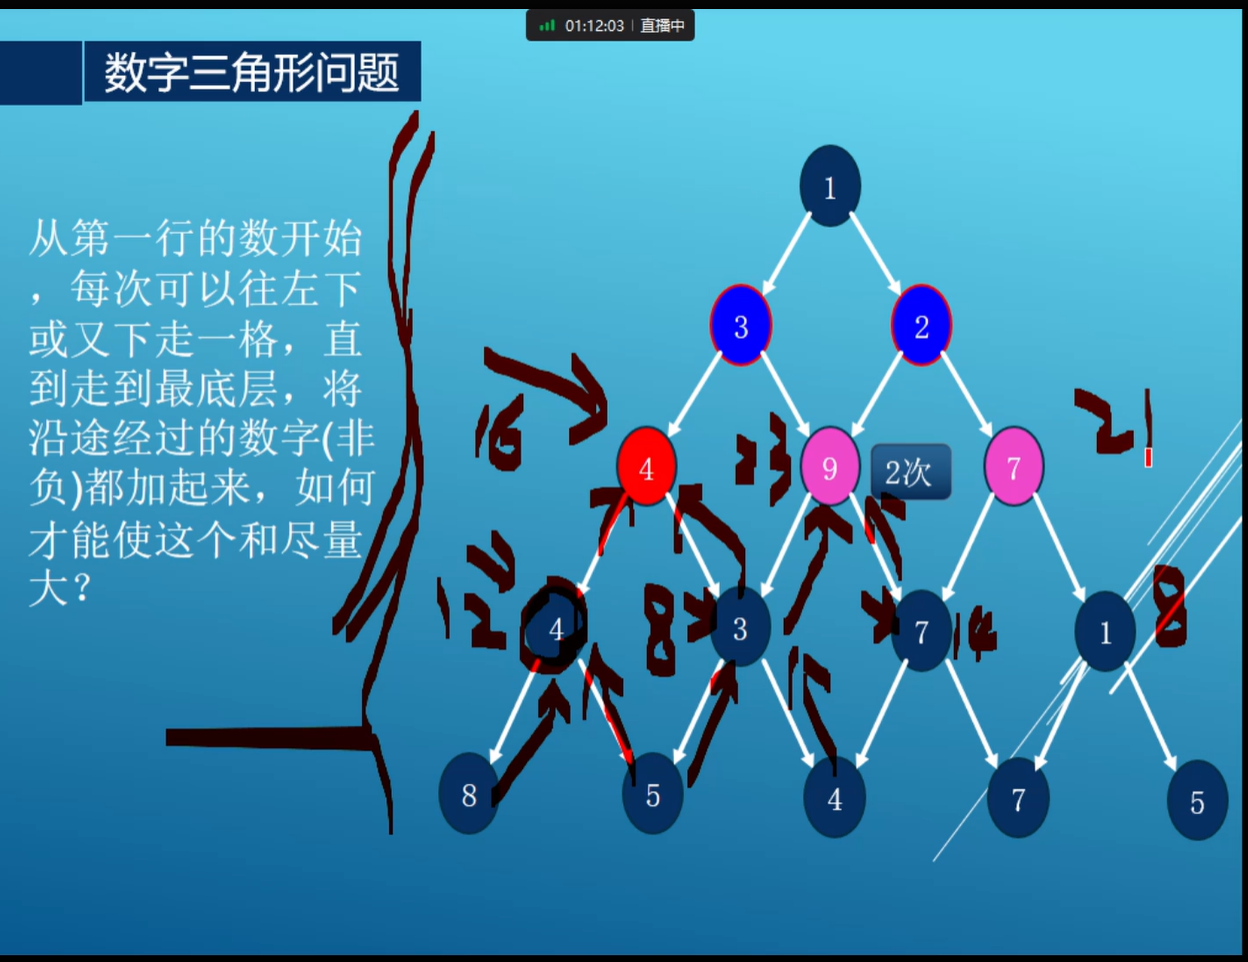 01:12:03 | 直播中
数字三角形问题
从第一行的数开始
，每次可以往左下
或又下走一格，直
到走到最底层，将
沿途经过的数字(非
负)都加起来，如何
才能使这个和尽量
大？
1
3 2
16 21
4 23 9 2次 7
12 4 8 3 7 14 1 8
8 5 4 7 5